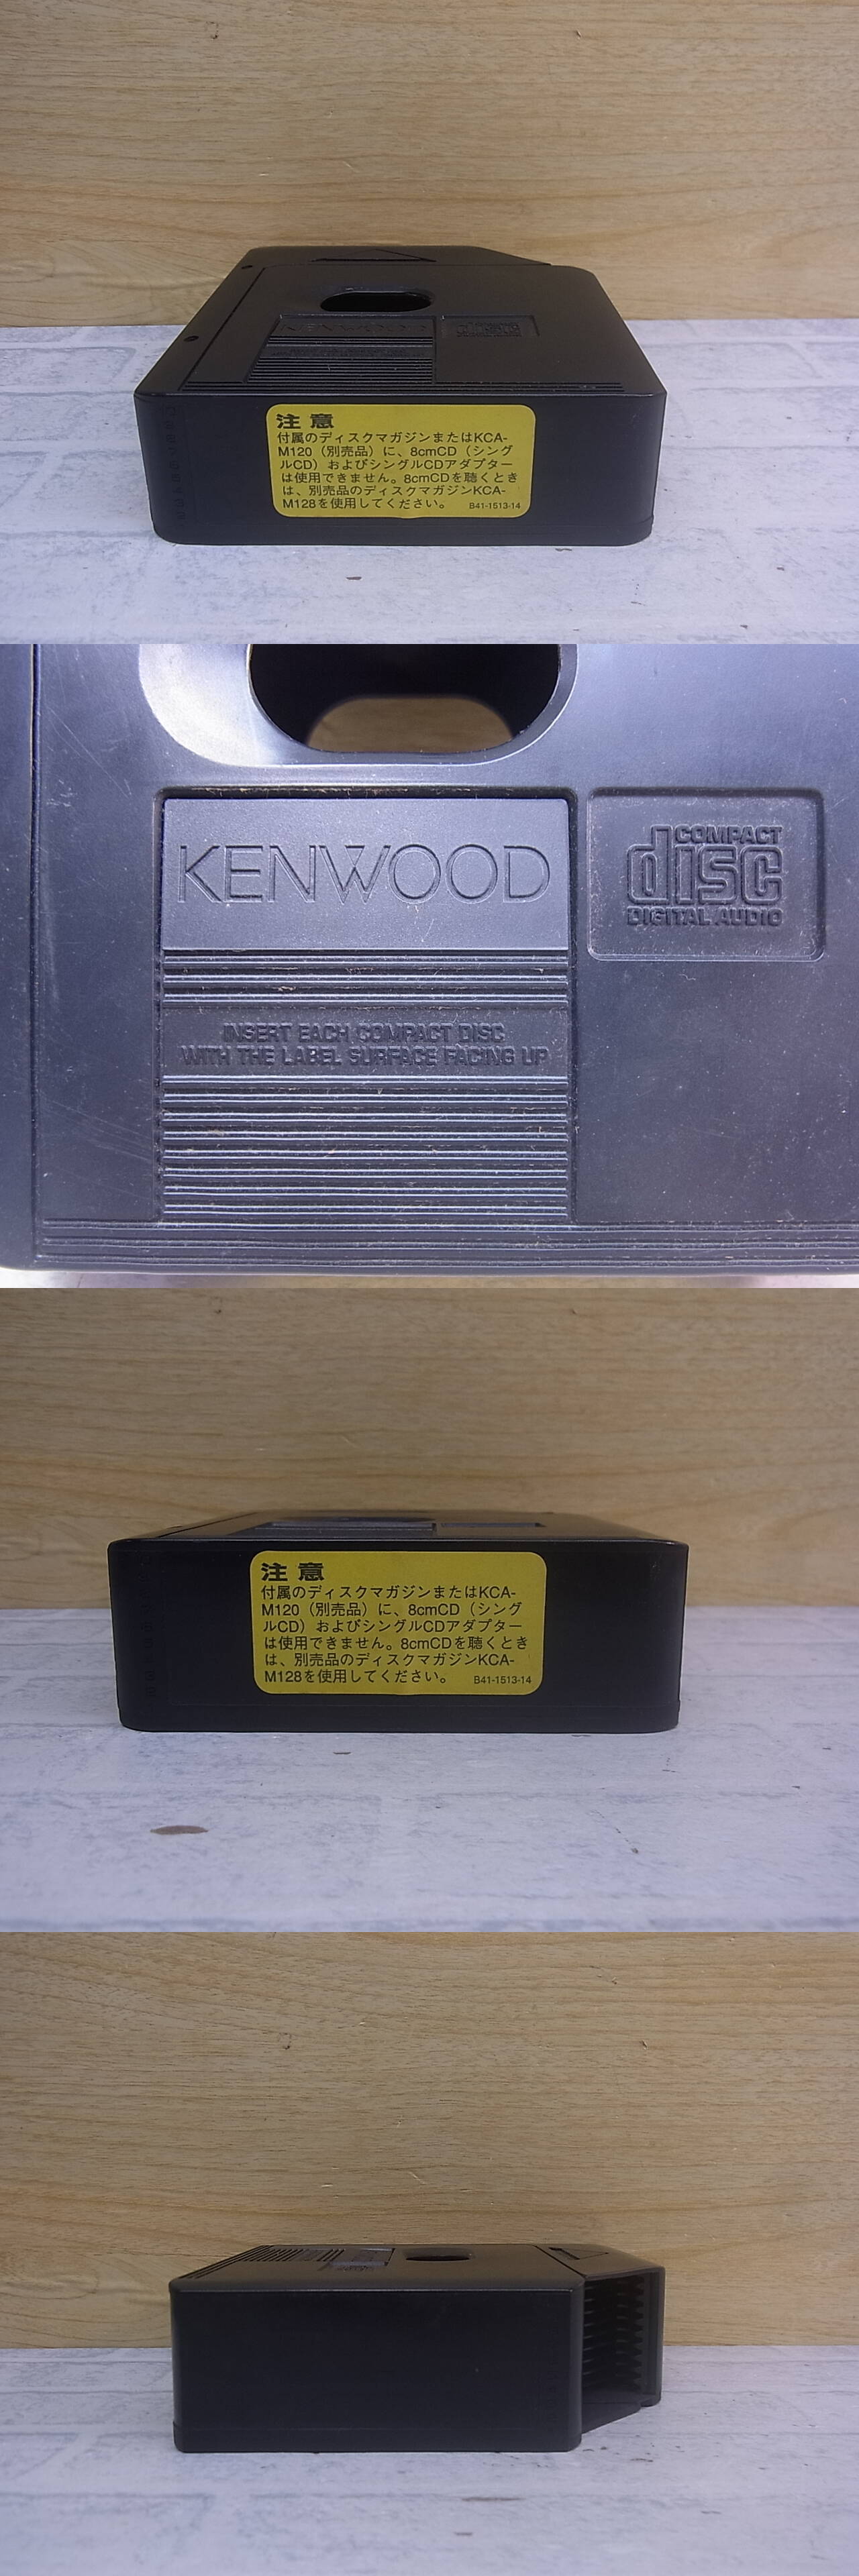 注意
付属のディスクマガジンまたはKCA-
M120（別売品）に、8cmCD（シング
ルCD）およびシングルCDアダプター
は使用できません。8cmCDを聴くとき
は、別売品のディスクマガジンKCA-
M128を使用してください。 B41-1513-14
KENWOOD
COMPACT
disc
DIGITAL AUDIO
INSERT EACH COMPACT DISC
WITH THE LABEL SURFACE FACING UP
注意
付属のディスクマガジンまたはKCA-
M120（別売品）に、8cmCD（シング
ルCD）およびシングルCDアダプター
は使用できません。8cmCDを聴くとき
は、別売品のディスクマガジンKCA-
M128を使用してください。 B41-1513-14